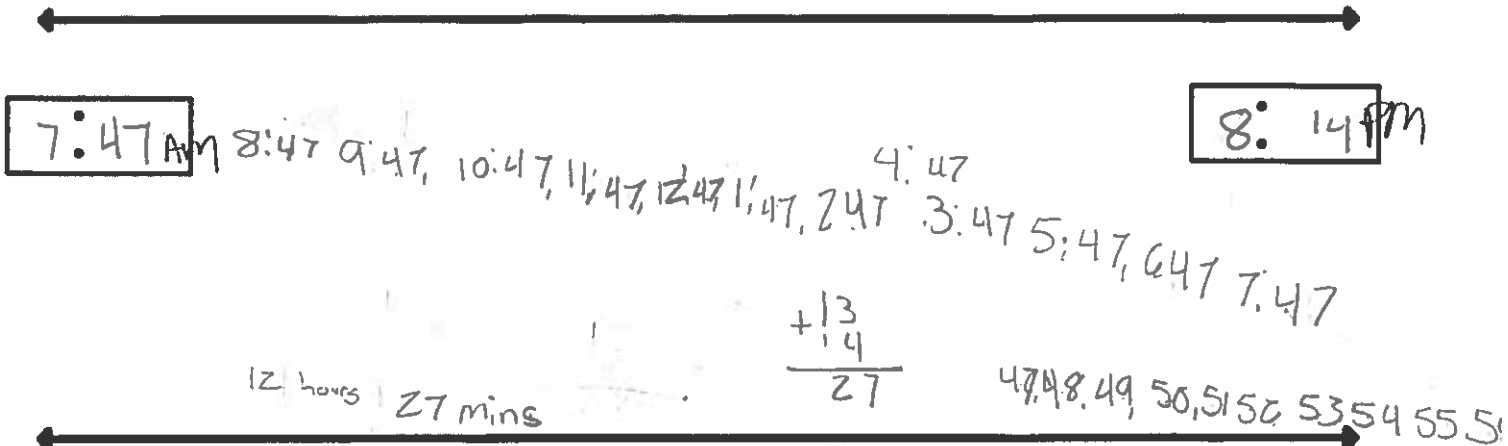 7:47 AM 8:47 9:47, 10:47, 11:47, 12:47, 1:47, 2:47 3:47 5:47, 6:47 7:47
4:47
8: 14 PM
+13
14
27
12 hours 27 mins
47, 48, 49, 50, 51 52, 53, 54 55